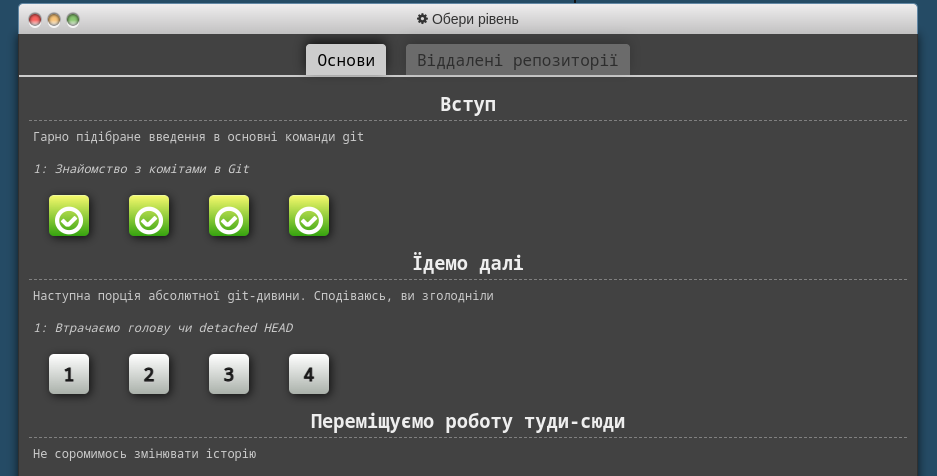 Обери рівень
Основи Віддалені репозиторії
Вступ
Гарно підібране введення в основні команди git
1: Знайомство з комітами в Git
Їдемо далі
Наступна порція абсолютної git-дивини. Сподіваюсь, ви зголодніли
1: Втрачаємо голову чи detached HEAD
1 2 3 4
Переміщуємо роботу туди-сюди
Не соромимось змінювати історію